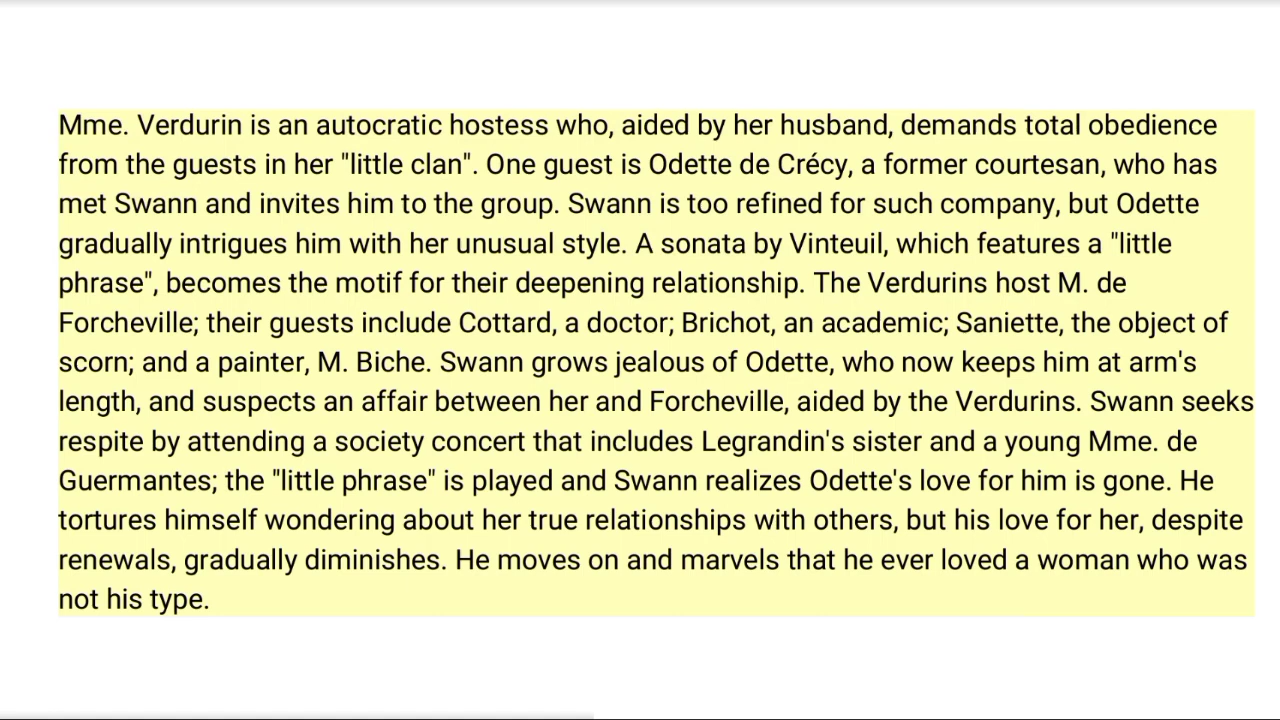 Mme. Verdurin is an autocratic hostess who, aided by her husband, demands total obedience
from the guests in her "little clan". One guest is Odette de Crécy, a former courtesan, who has
met Swann and invites him to the group. Swann is too refined for such company, but Odette
gradually intrigues him with her unusual style. A sonata by Vinteuil, which features a "little
phrase", becomes the motif for their deepening relationship. The Verdurins host M. de
Forcheville; their guests include Cottard, a doctor; Brichot, an academic; Saniette, the object of
scorn; and a painter, M. Biche. Swann grows jealous of Odette, who now keeps him at arm's
length, and suspects an affair between her and Forcheville, aided by the Verdurins. Swann seeks
respite by attending a society concert that includes Legrandin's sister and a young Mme. de
Guermantes; the "little phrase" is played and Swann realizes Odette's love for him is gone. He
tortures himself wondering about her true relationships with others, but his love for her, despite
renewals, gradually diminishes. He moves on and marvels that he ever loved a woman who was
not his type.